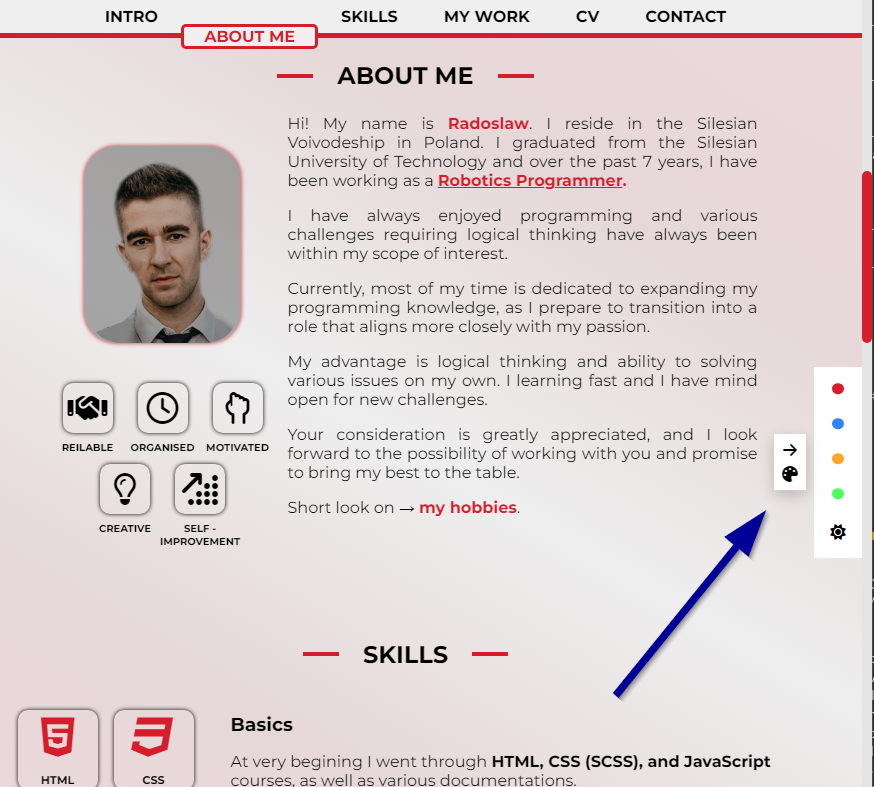 INTRO
ABOUT ME
SKILLS
MY WORK
CV
CONTACT
ABOUT ME
Hi! My name is Radoslaw. I reside in the Silesian
Voivodeship in Poland. I graduated from the Silesian
University of Technology and over the past 7 years, I have
been working as a Robotics Programmer.
I have always enjoyed programming and various
challenges requiring logical thinking have always been
within my scope of interest.
Currently, most of my time is dedicated to expanding my
programming knowledge, as I prepare to transition into a
role that aligns more closely with my passion.
My advantage is logical thinking and ability to solving
various issues on my own. I learning fast and I have mind
open for new challenges.
Your consideration is greatly appreciated, and I look
forward to the possibility of working with you and promise
to bring my best to the table.
Short look on → my hobbies.
REILABLE
ORGANISED
MOTIVATED
CREATIVE
SELF -
IMPROVEMENT
SKILLS
HTML
CSS
Basics
At very begining I went through HTML, CSS (SCSS), and JavaScript
courses, as well as various documentations.